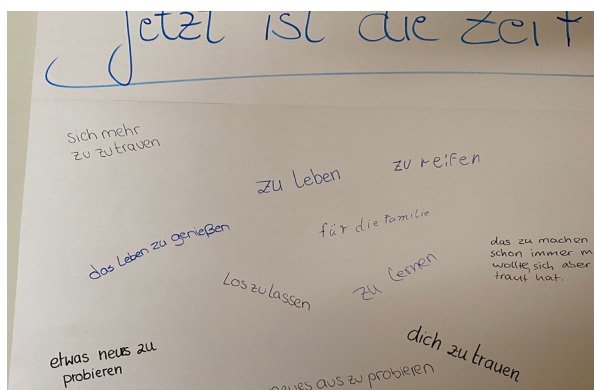 Jetzt ist die Zeit
sich mehr
zu zutrauen
zu leben
zu reifen
für die Familie
das Leben zu genießen
das zu machen
schon immer m
wollte, sich aber
traut hat.
Los zu lassen
zu lernen
etwas neues zu
probieren
dich zu trauen
neues aus zu probieren